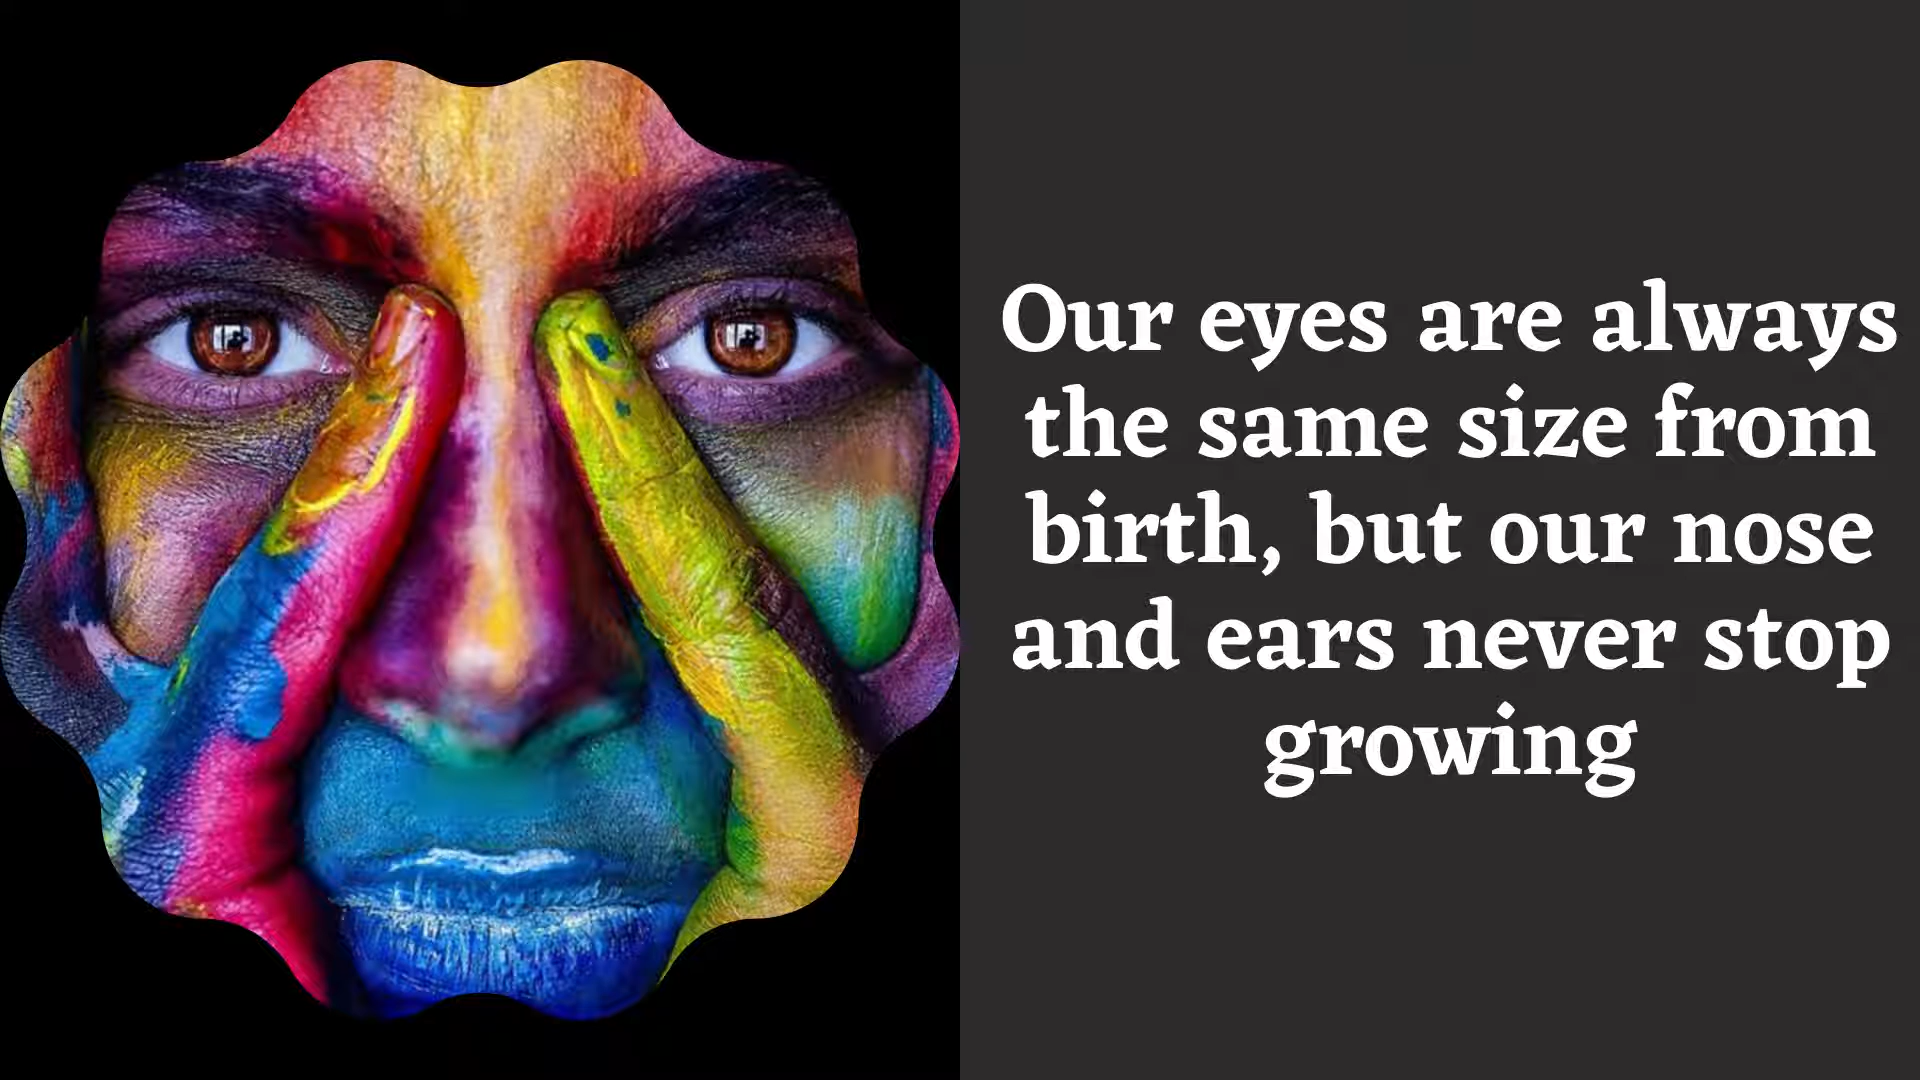 Our eyes are always
the same size from
birth, but our nose
and ears never stop
growing